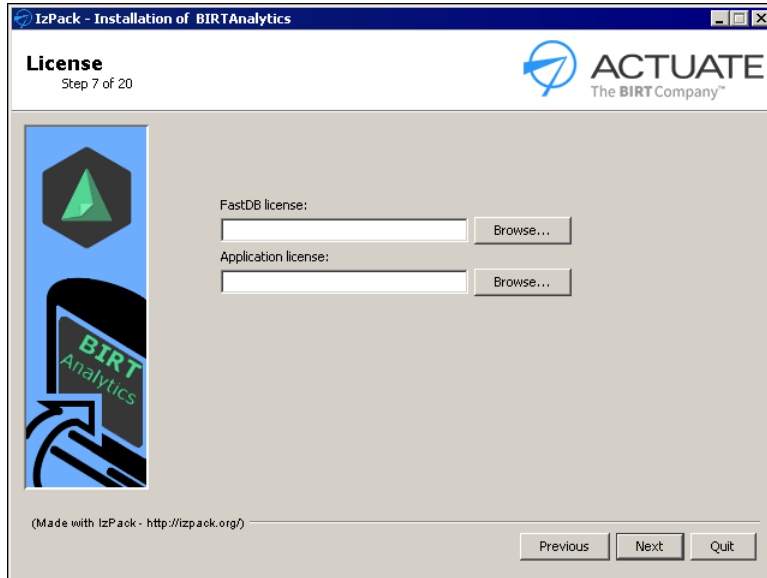 IzPack - Installation of BIRTAnalytics
License
Step 7 of 20
ACTUATE
The BIRT Company™
FastDB license:
Browse...
Application license:
Browse...
BIRT
Analytics
(Made with IzPack - http://izpack.org/)
Previous
Next
Quit